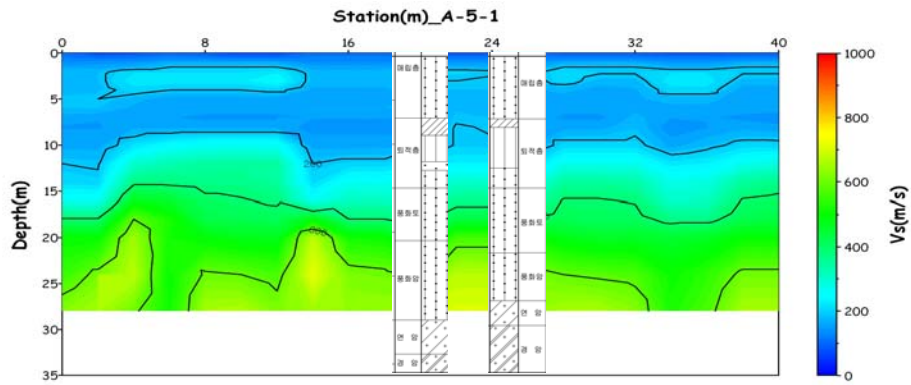 Station(m)_A-5-1
0 8 16 24 32 40
0
5
10
15
20
25
30
35
Depth(m)
매립층
퇴적층
풍화토
풍화암
연 암
경 암
매립층
퇴적층
풍화토
풍화암
연 암
경 암
1000
800
600
400
200
0
Vs(m/s)